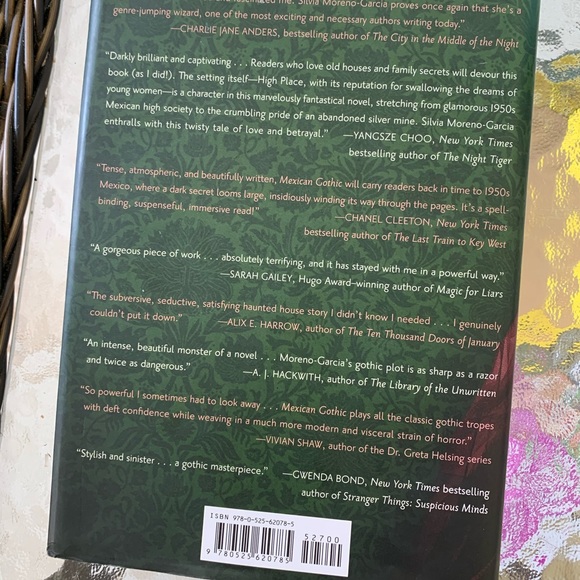 me. Silvia Moreno-Garcia proves once again that she's a
genre-jumping wizard, one of the most exciting and necessary authors writing today."
—CHARLIE JANE ANDERS, bestselling author of The City in the Middle of the Night
"Darkly brilliant and captivating . . . Readers who love old houses and family secrets will devour this
book (as I did!). The setting itself—High Place, with its reputation for swallowing the dreams of
young women—is a character in this marvelously fantastical novel, stretching from glamorous 1950s
Mexican high society to the crumbling pride of an abandoned silver mine. Silvia Moreno-Garcia
enthralls with this twisty tale of love and betrayal." —YANGSZE CHOO, New York Times
bestselling author of The Night Tiger
"Tense, atmospheric, and beautifully written, Mexican Gothic will carry readers back in time to 1950s
Mexico, where a dark secret looms large, insidiously winding its way through the pages. It's a spell-
binding, suspenseful, immersive read!" —CHANEL CLEETON, New York Times
bestselling author of The Last Train to Key West
"A gorgeous piece of work . . . absolutely terrifying, and it has stayed with me in a powerful way."
—SARAH GAILEY, Hugo Award–winning author of Magic for Liars
"The subversive, seductive, satisfying haunted house story I didn't know I needed . . . I genuinely
couldn't put it down." —ALIX E. HARROW, author of The Ten Thousand Doors of January
"An intense, beautiful monster of a novel . . . Moreno-Garcia's gothic plot is as sharp as a razor
and twice as dangerous." —A. J. HACKWITH, author of The Library of the Unwritten
"So powerful I sometimes had to look away . . . Mexican Gothic plays all the classic gothic tropes
with deft confidence while weaving in a much more modern and visceral strain of horror."
—VIVIAN SHAW, author of the Dr. Greta Helsing series
"Stylish and sinister . . . a gothic masterpiece." —GWENDA BOND, New York Times bestselling
author of Stranger Things: Suspicious Minds
ISBN 978-0-525-62078-5
52700
9 780525 620785